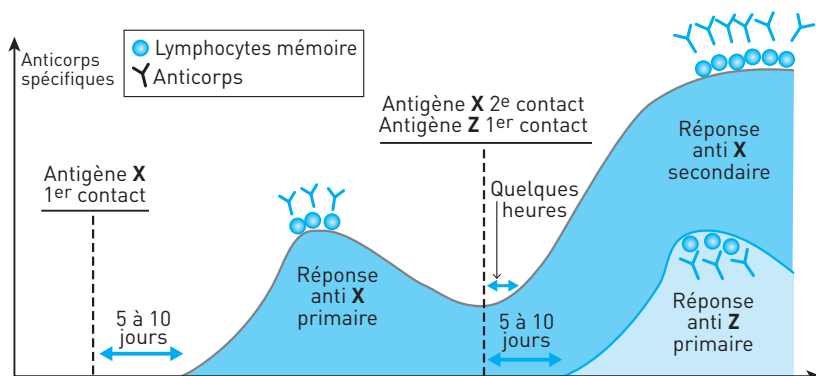 Anticorps
spécifiques
Lymphocytes mémoire
Anticorps
Antigène X
1er contact
5 à 10
jours
Réponse
anti X
primaire
Antigène X 2e contact
Antigène Z 1er contact
Quelques
heures
5 à 10
jours
Réponse
anti X
secondaire
Réponse
anti Z
primaire